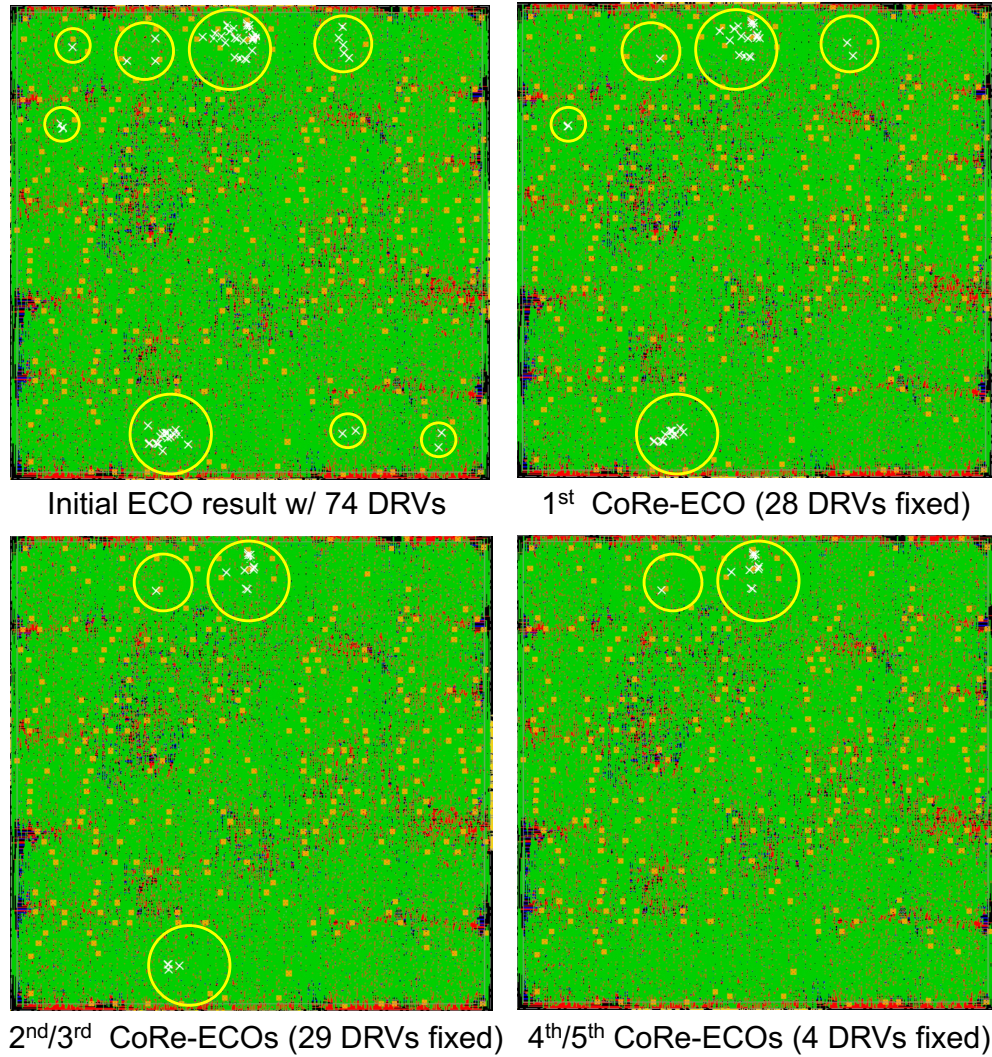 Initial ECO result w/ 74 DRVs
1st CoRe-ECO (28 DRVs fixed)
2nd/3rd CoRe-ECOs (29 DRVs fixed)
4th/5th CoRe-ECOs (4 DRVs fixed)